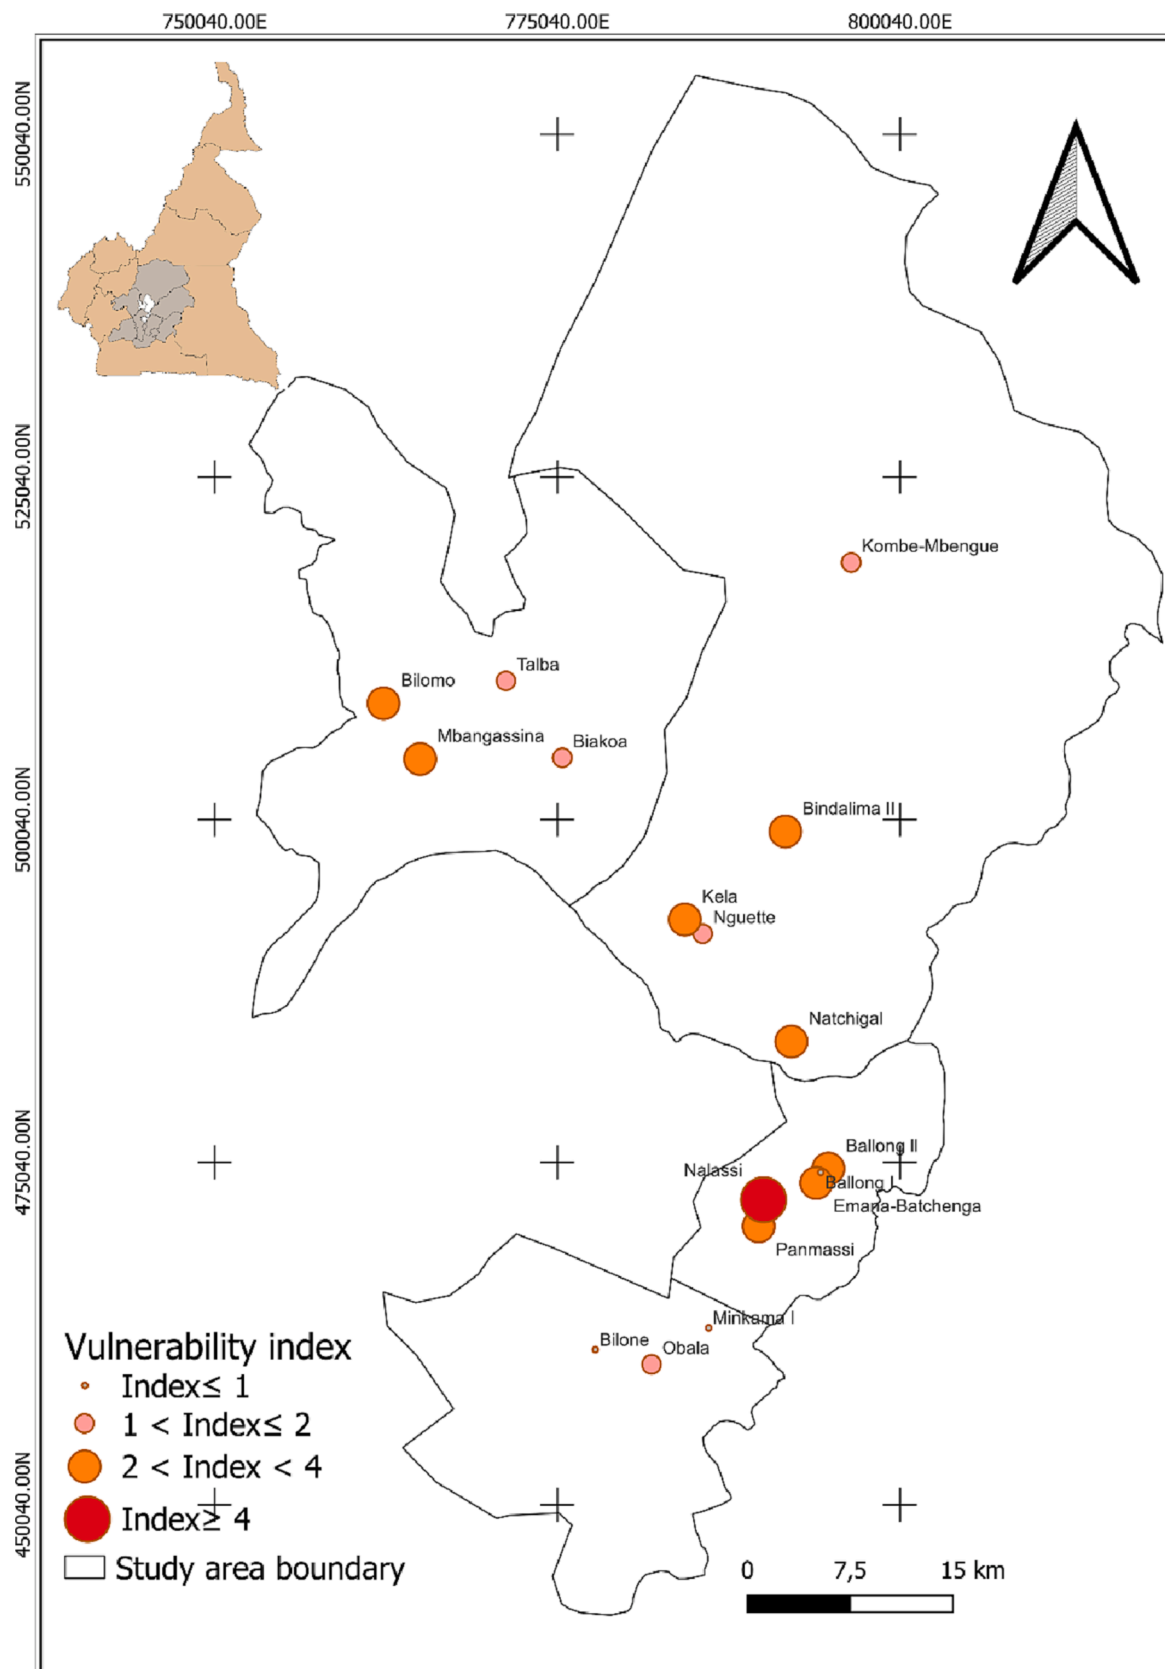 750040.00E 775040.00E 800040.00E
550040.00N
525040.00N
500040.00N
475040.00N
450040.00N
Kombe-Mbengue
Talba
Bilomo
Mbangassina
Biakoa
Bindalima II
Kela
Nguette
Natchigal
Ballong II
Nalassi
Ballong I
Emana-Batchenga
Panmassi
Minkama I
Bilone
Obala
Vulnerability index
Index≤ 1
1 < Index≤ 2
2 < Index < 4
Index≥ 4
Study area boundary
0 7,5 15 km